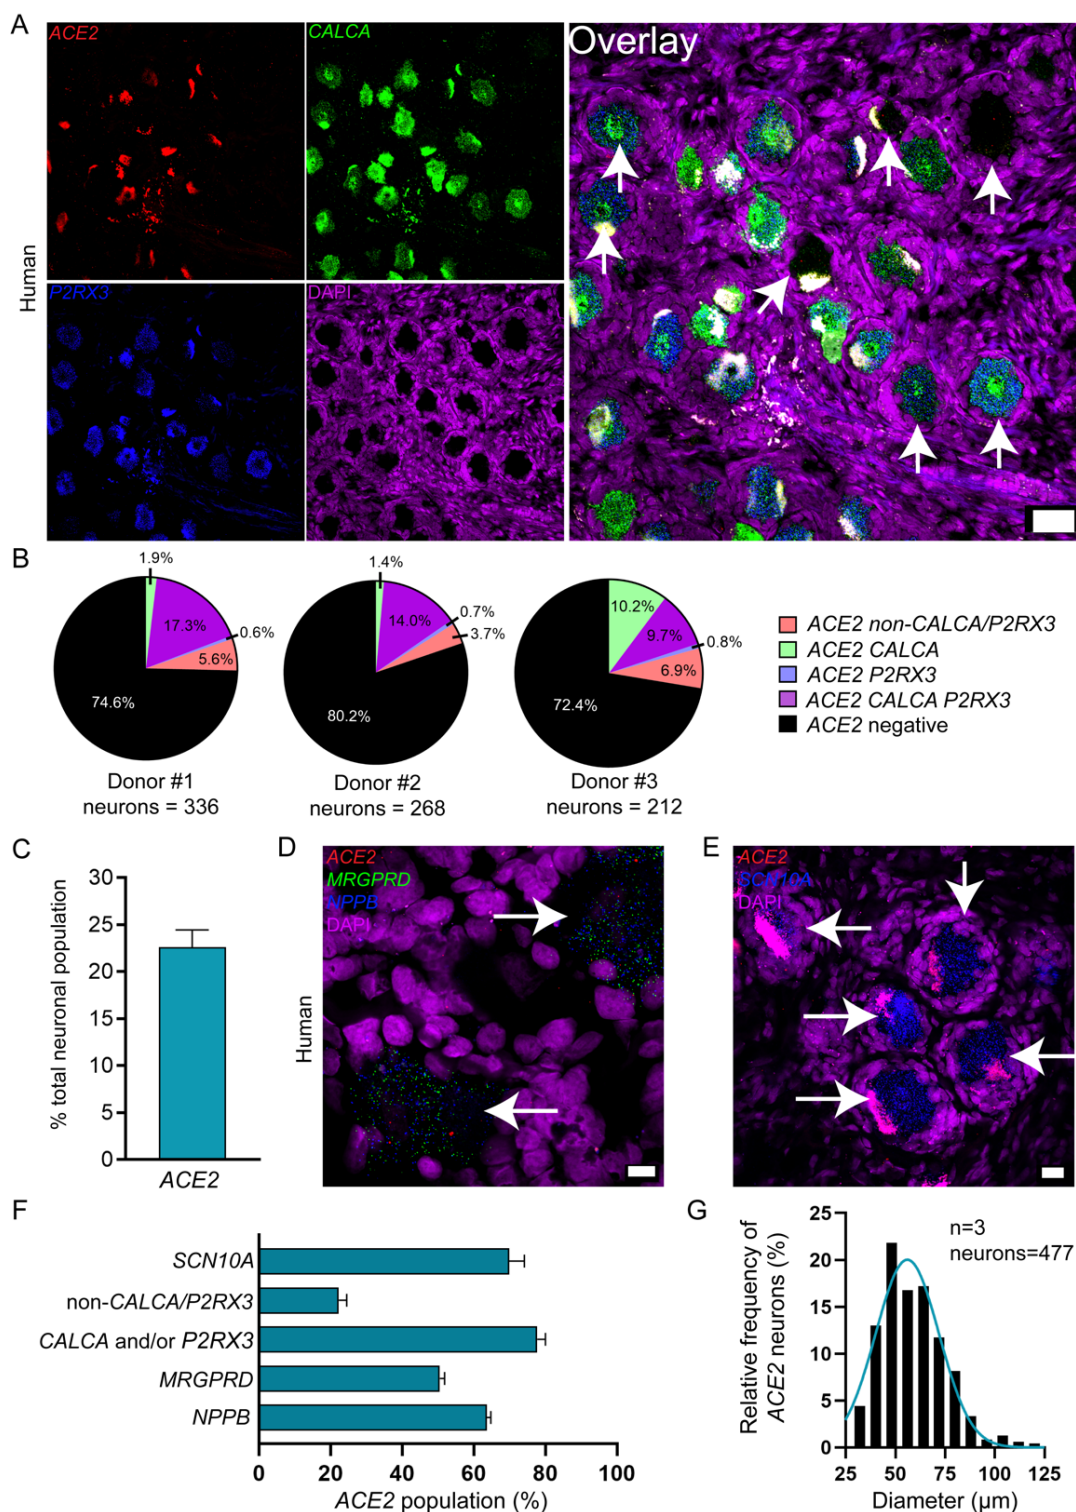 A
ACE2
CALCA
Overlay
Human
P2RX3
DAPI
B
1.9%
17.3%
0.6%
5.6%
74.6%
Donor #1
neurons = 336
1.4%
14.0%
0.7%
3.7%
80.2%
Donor #2
neurons = 268
10.2%
9.7%
0.8%
6.9%
72.4%
Donor #3
neurons = 212
ACE2 non-CALCA/P2RX3
ACE2 CALCA
ACE2 P2RX3
ACE2 CALCA P2RX3
ACE2 negative
C
% total neuronal population
30
25
20
15
10
5
0
ACE2
D
Human
ACE2
MRGPRD
NPPB
DAPI
E
ACE2
SCN10A
DAPI
F
SCN10A
non-CALCA/P2RX3
CALCA and/or P2RX3
MRGPRD
NPPB
0 20 40 60 80 100
ACE2 population (%)
G
Relative frequency of
ACE2 neurons (%)
25
20
15
10
5
0
n=3
neurons=477
25 50 75 100 125
Diameter (μm)